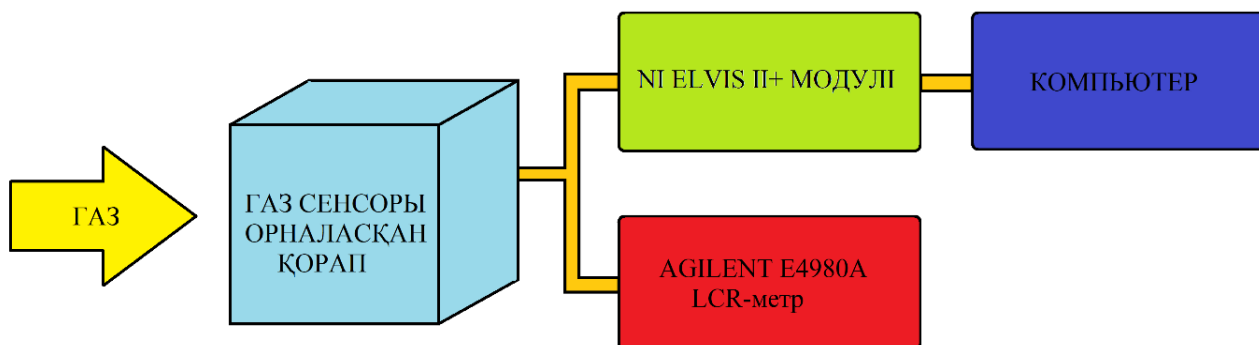 ГАЗ
ГАЗ СЕНСОРЫ
ОРНАЛАСҚАН
ҚОРАП
NI ELVIS II+ МОДУЛІ
КОМПЬЮТЕР
AGILENT E4980A
LCR-метр